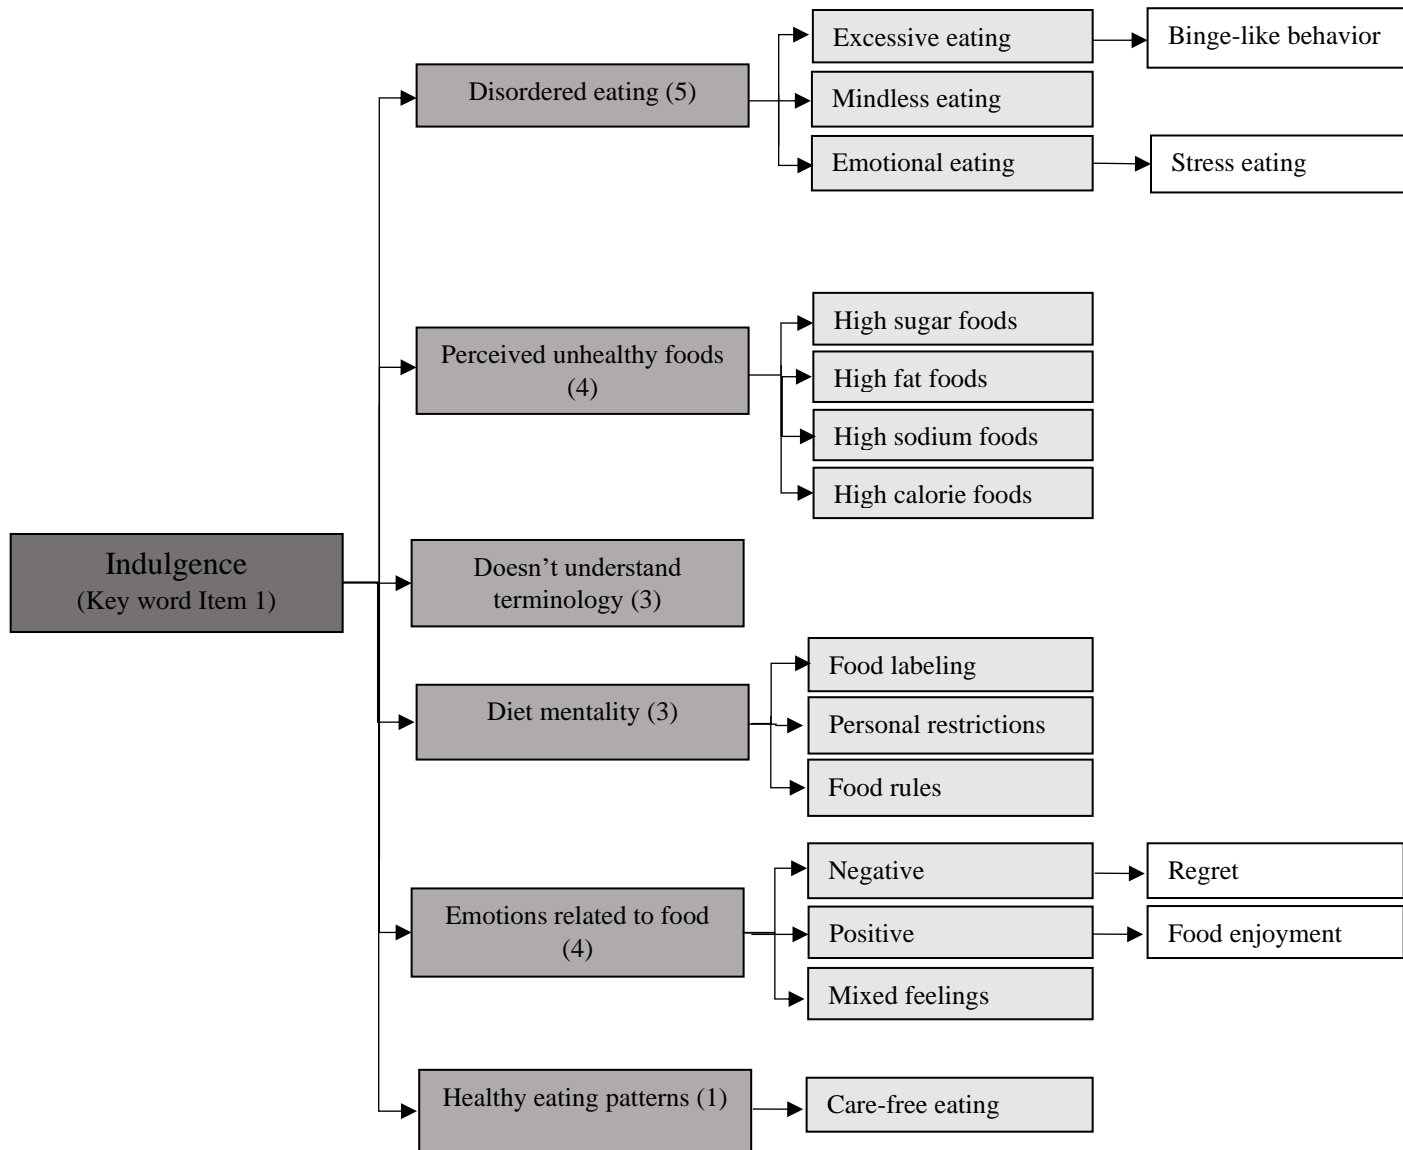 Excessive eating
Binge-like behavior
Disordered eating (5)
Mindless eating
Emotional eating
Stress eating
High sugar foods
Perceived unhealthy foods
(4)
High fat foods
High sodium foods
High calorie foods
Indulgence
(Key word Item 1)
Doesn’t understand
terminology (3)
Food labeling
Diet mentality (3)
Personal restrictions
Food rules
Negative
Regret
Emotions related to food
(4)
Positive
Food enjoyment
Mixed feelings
Healthy eating patterns (1)
Care-free eating